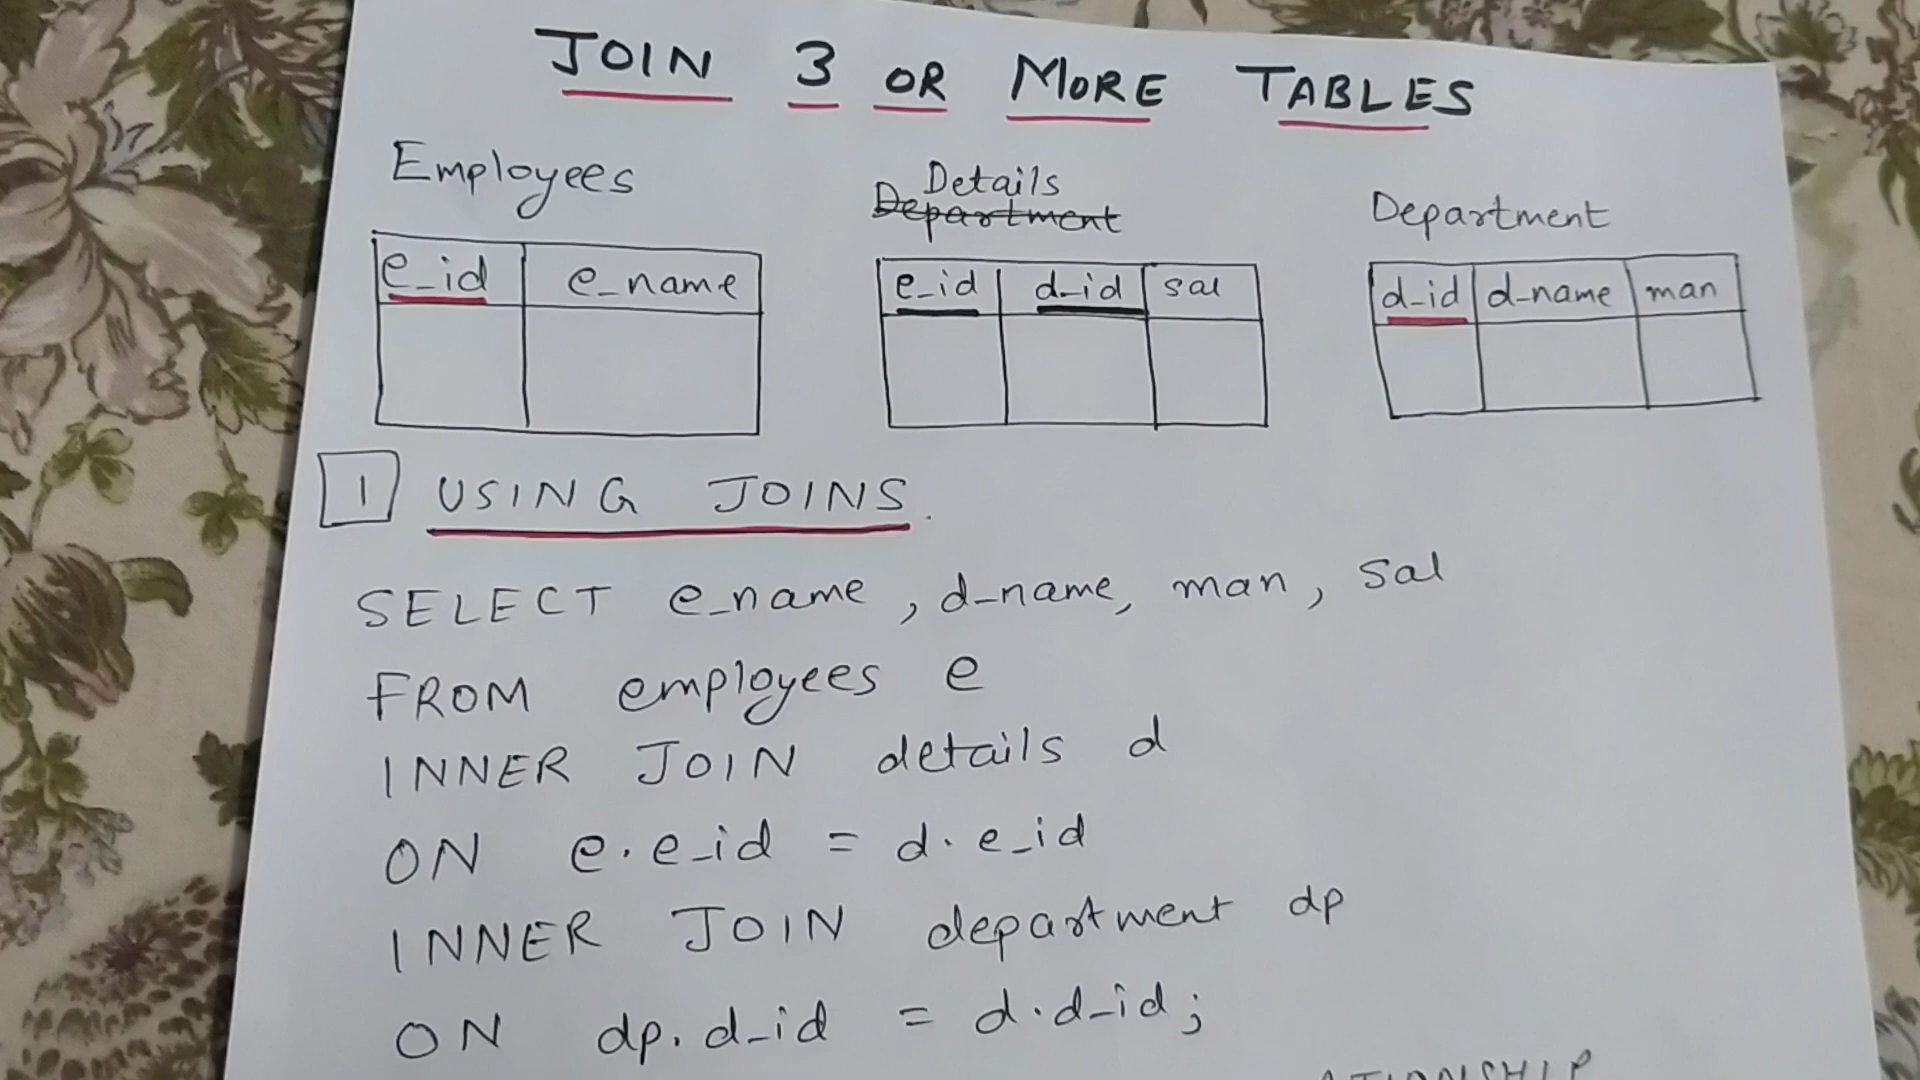 JOIN 3 OR MORE TABLES
Employees
Details
Department
Department
e_id e_name
e_id d_id sal
d_id d_name man
1 USING JOINS.
SELECT e_name, d_name, man, sal
FROM employees e
INNER JOIN details d
ON e.e_id = d.e_id
INNER JOIN department dp
ON dp.d_id = d.d_id;